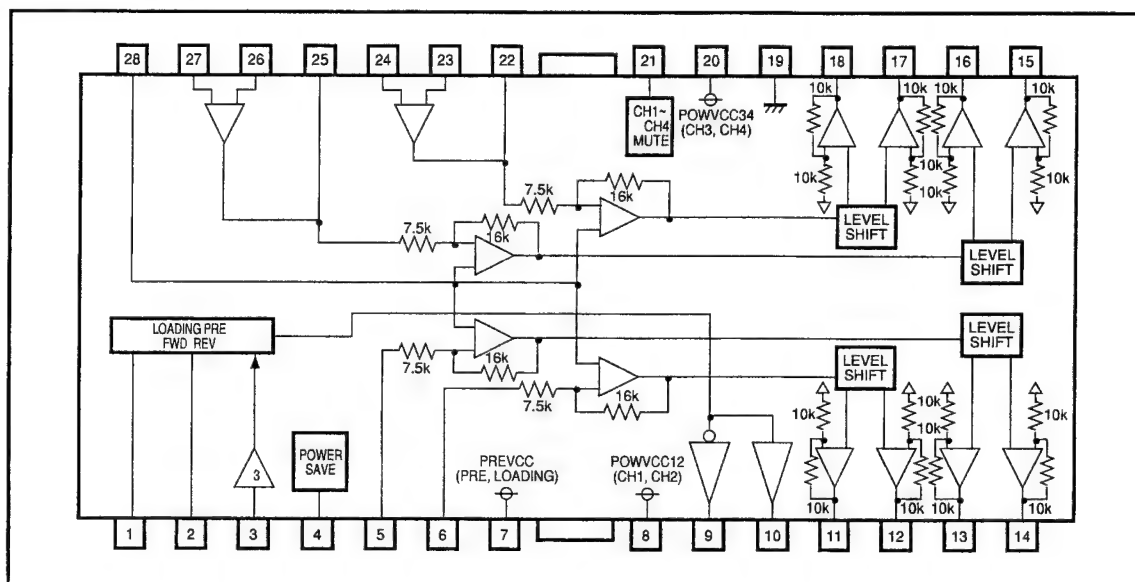 28 27 26 25 24 23 22 21 20 19 18 17 16 15
CH1~
CH4
MUTE
POWVCC34
(CH3, CH4)
10k 10k 10k 10k
10k 10k 10k 10k
7.5k 16k
LEVEL
SHIFT
7.5k 16k
LEVEL
SHIFT
LOADING PRE
FWD REV
LEVEL
SHIFT
7.5k 16k
LEVEL
SHIFT
7.5k 16k
10k 10k 10k 10k
3
POWER
SAVE
PREVCC
(PRE, LOADING)
POWVCC12
(CH1, CH2)
10k 10k 10k 10k
1 2 3 4 5 6 7 8 9 10 11 12 13 14